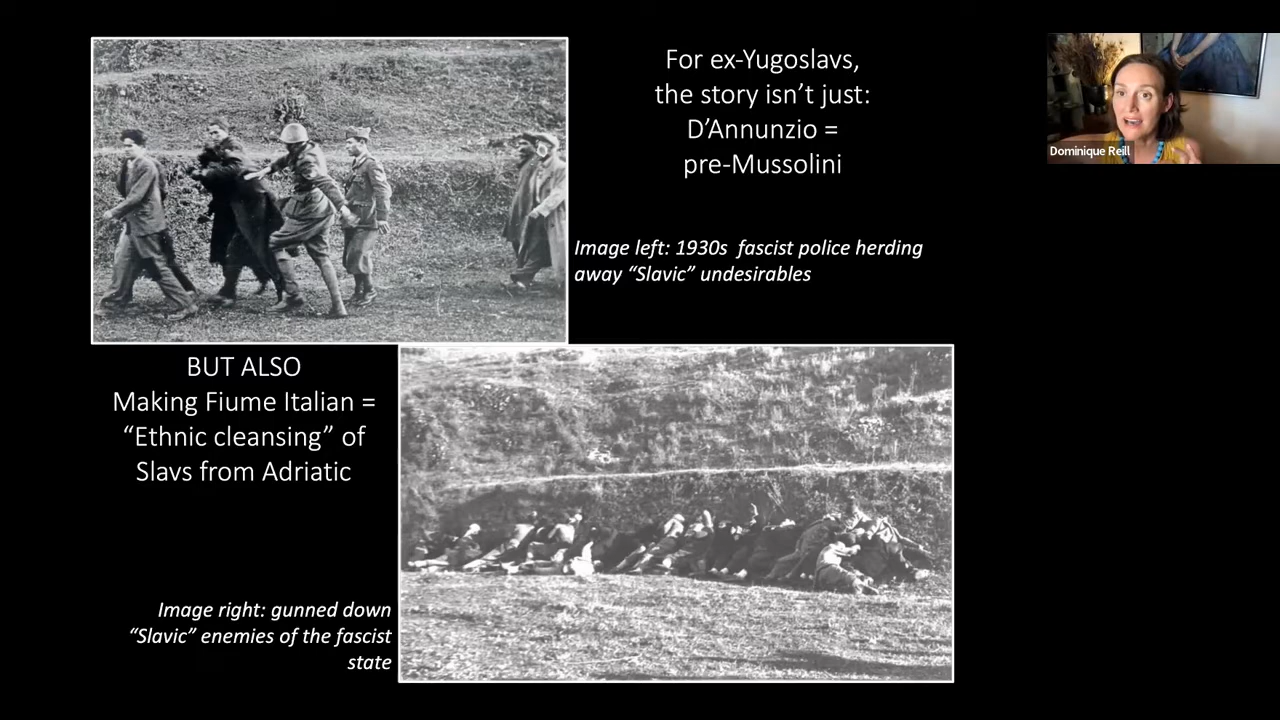 For ex-Yugoslavs,
the story isn’t just:
D’Annunzio =
pre-Mussolini
Dominique Reill
Image left: 1930s fascist police herding
away “Slavic” undesirables
BUT ALSO
Making Fiume Italian =
“Ethnic cleansing” of
Slavs from Adriatic
Image right: gunned down
“Slavic” enemies of the fascist
state